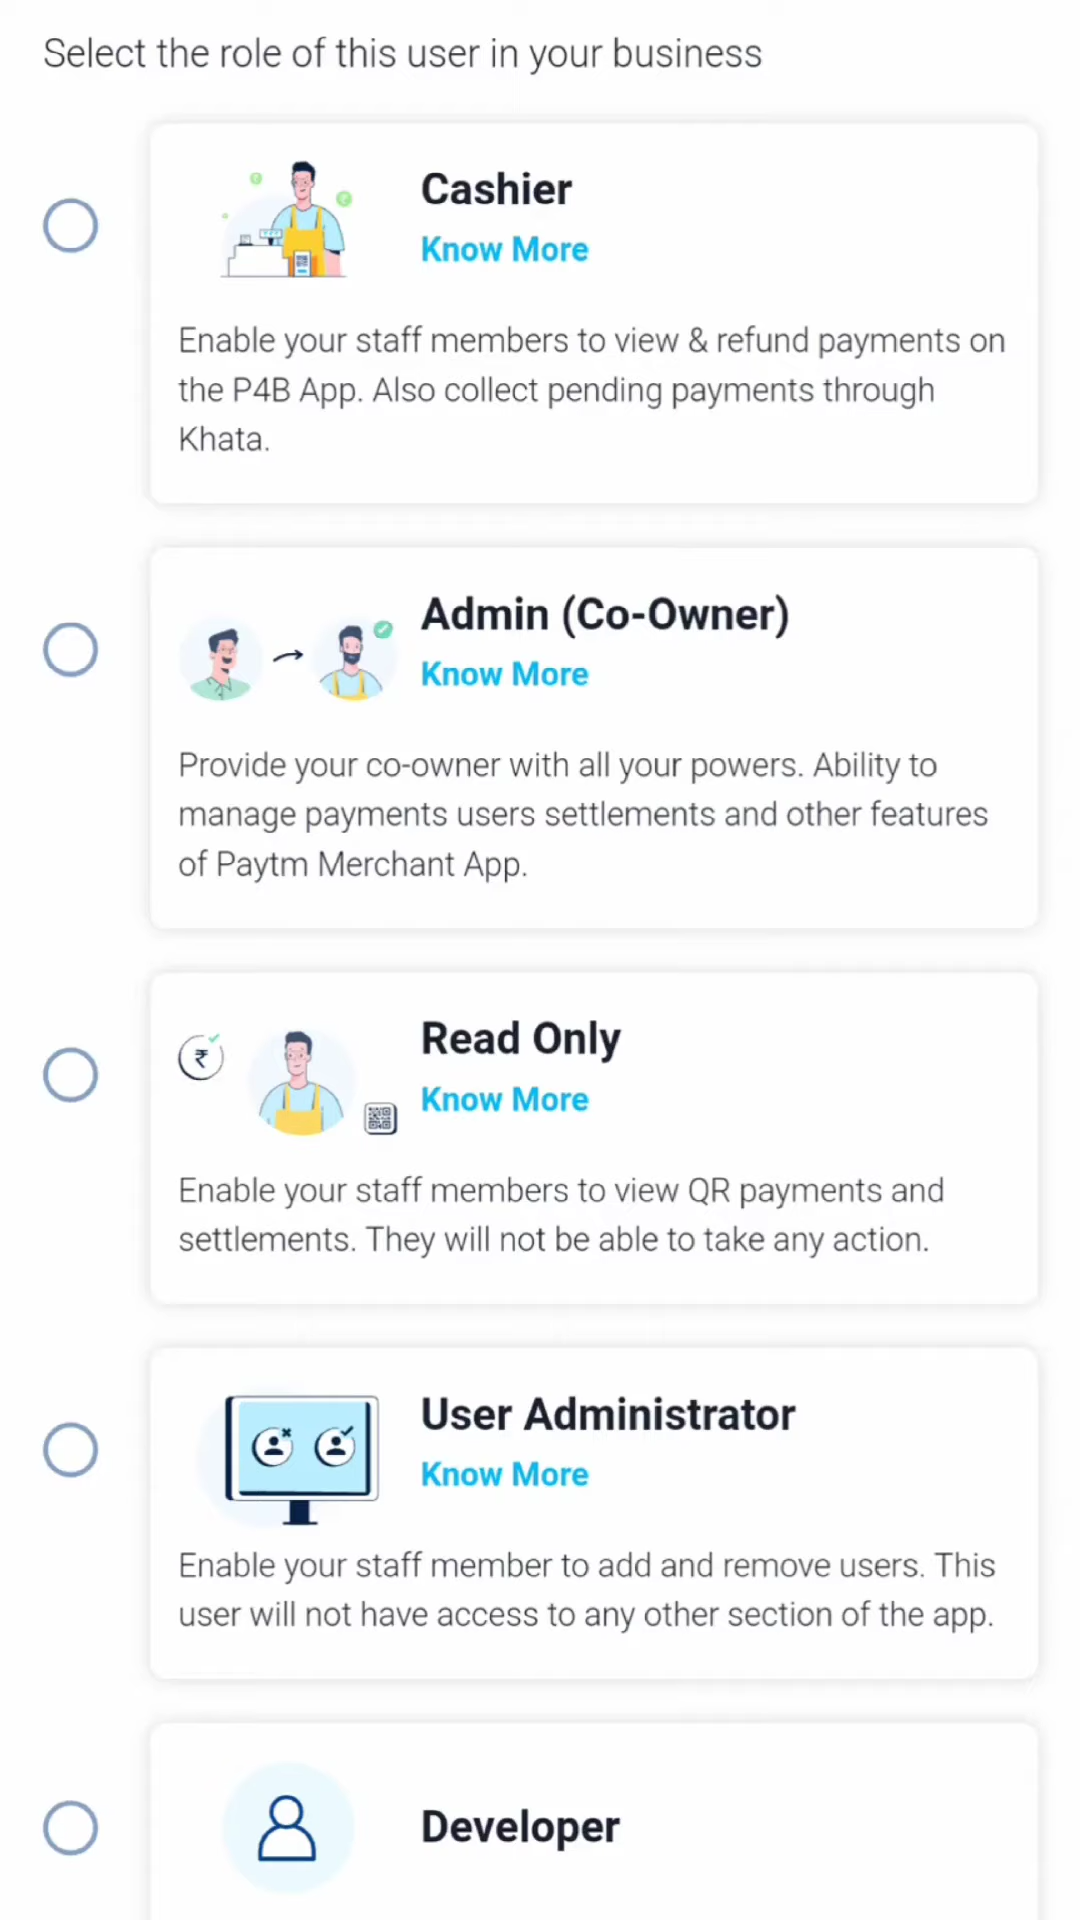 Select the role of this user in your business
Cashier
Know More
Enable your staff members to view & refund payments on
the P4B App. Also collect pending payments through
Khata.
Admin (Co-Owner)
Know More
Provide your co-owner with all your powers. Ability to
manage payments users settlements and other features
of Paytm Merchant App.
₹
Read Only
Know More
Enable your staff members to view QR payments and
settlements. They will not be able to take any action.
User Administrator
Know More
Enable your staff member to add and remove users. This
user will not have access to any other section of the app.
Developer